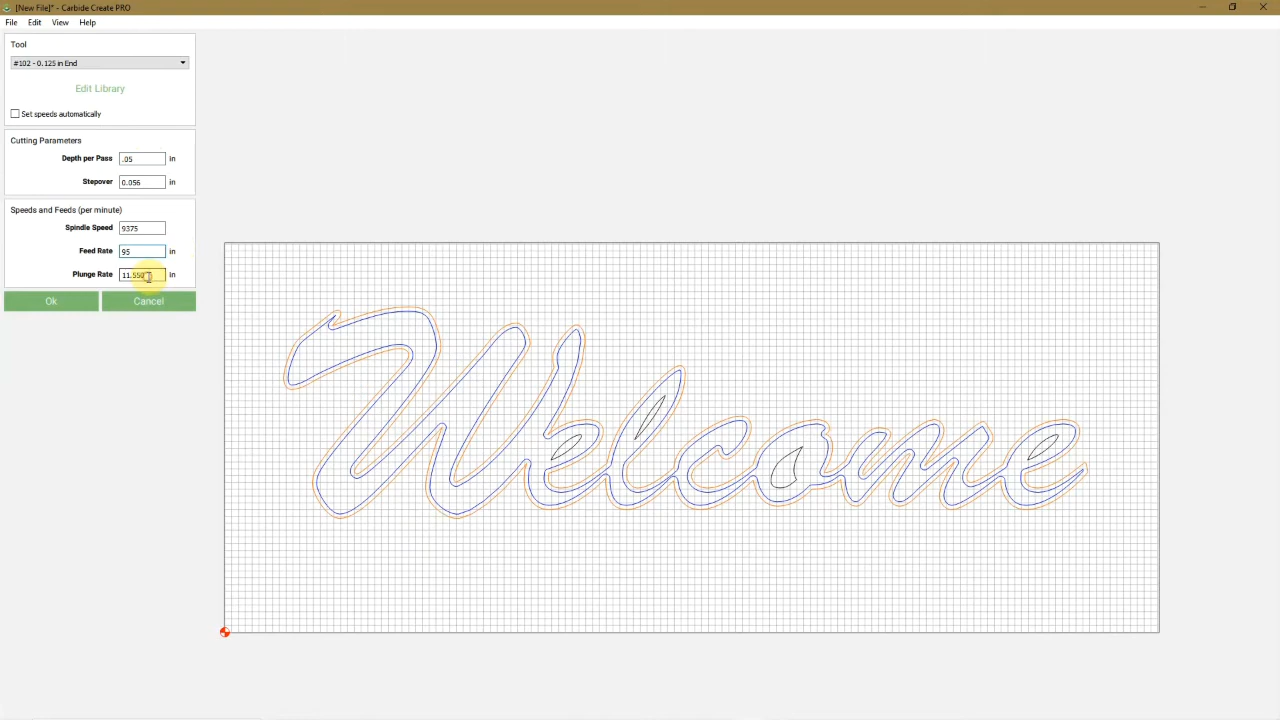 [New File]* - Carbide Create PRO
File Edit View Help
Tool
#102 - 0.125 in End
Edit Library
Set speeds automatically
Cutting Parameters
Depth per Pass .05 in
Stepover 0.056 in
Speeds and Feeds (per minute)
Spindle Speed 9375
Feed Rate 95 in
Plunge Rate 11.550 in
Ok Cancel
Welcome